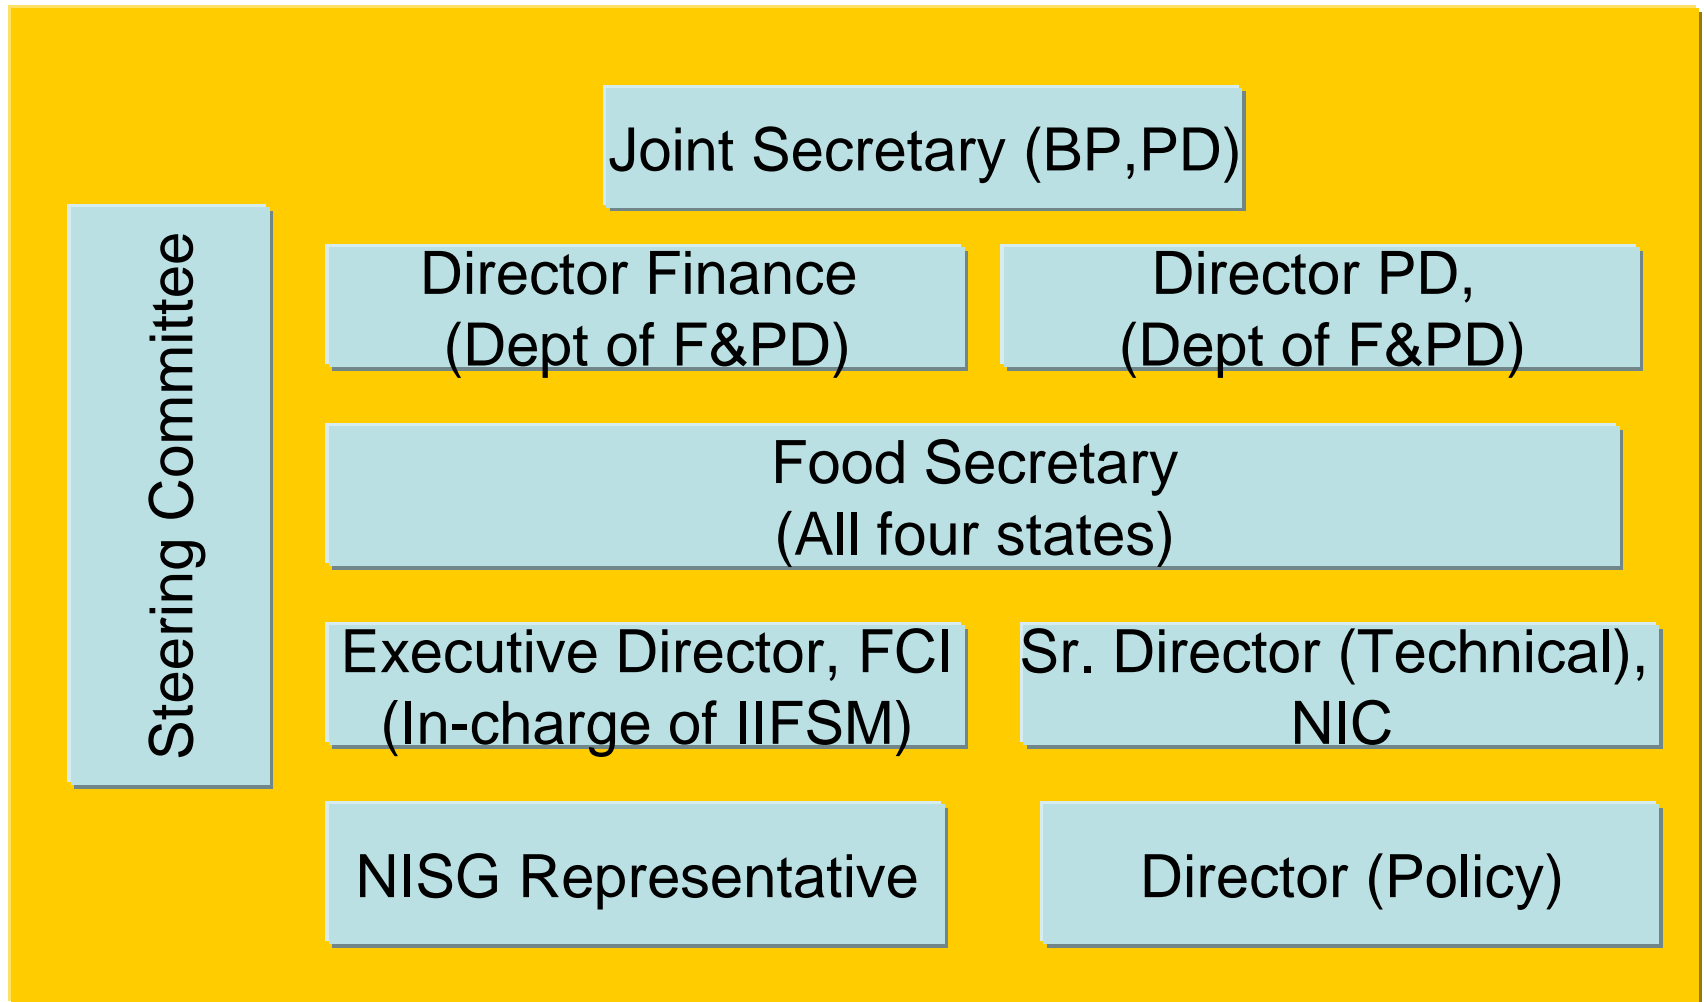 Joint Secretary (BP,PD)
Steering Committee
Director Finance
(Dept of F&PD)
Director PD,
(Dept of F&PD)
Food Secretary
(All four states)
Executive Director, FCI
(In-charge of IIFSM)
Sr. Director (Technical),
NIC
NISG Representative
Director (Policy)